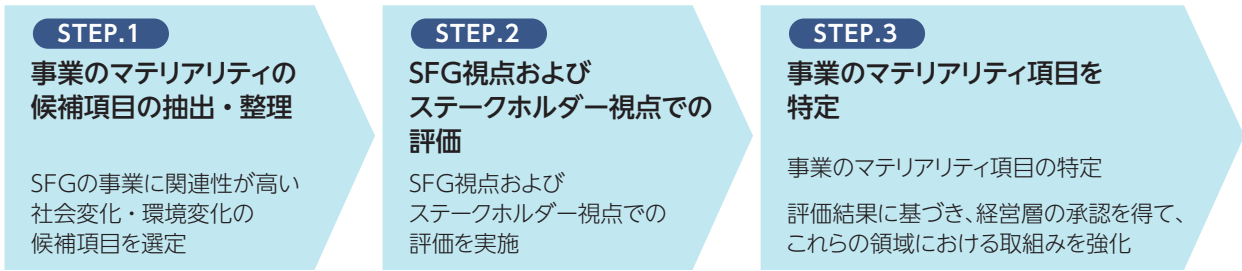 STEP.1
事業のマテリアリティの
候補項目の抽出・整理
SFGの事業に関連性が高い
社会変化・環境変化の
候補項目を選定
STEP.2
SFG視点および
ステークホルダー視点での
評価
SFG視点および
ステークホルダー視点での
評価を実施
STEP.3
事業のマテリアリティ項目を
特定
事業のマテリアリティ項目の特定
評価結果に基づき、経営層の承認を得て、
これらの領域における取組みを強化